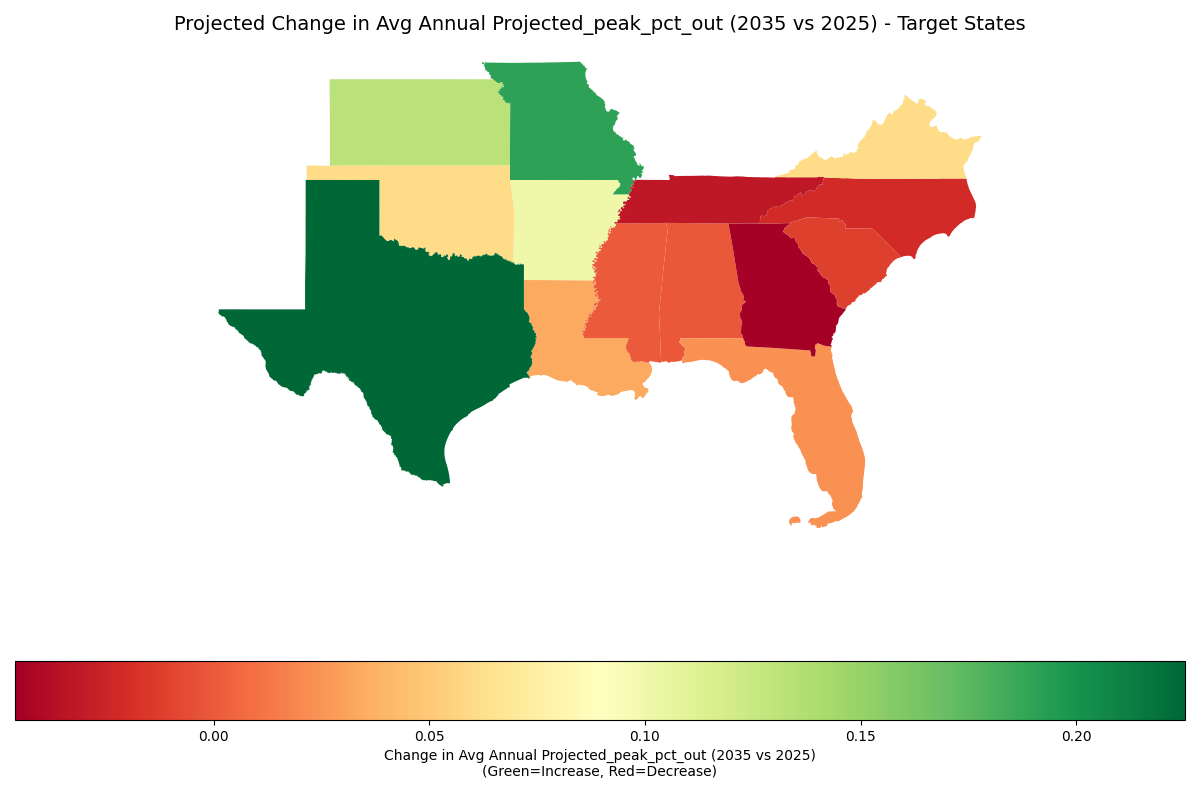 Projected Change in Avg Annual Projected_peak_pct_out (2035 vs 2025) - Target States
0.00 0.05 0.10 0.15 0.20
Change in Avg Annual Projected_peak_pct_out (2035 vs 2025)
(Green=Increase, Red=Decrease)